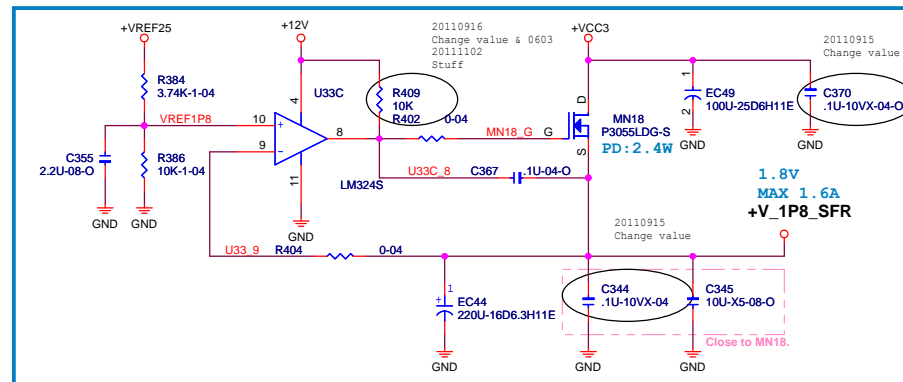 20110916
Change value & 0603
20111102
Stuff
+VREF25
+12V
+VCC3
20110915
Change value
R384
3.74K-1-04
U33C
R409
10K
R402
0-04
EC49
100U-25D6H11E
C370
.1U-10VX-04-O
MN18
P3055LDG-S
PD:2.4W
VREF1P8
10
9
8
4
11
+
-
MN18_G
G
D
S
1
2
GND
GND
C355
2.2U-08-O
R386
10K-1-04
LM324S
U33C_8
C367
.1U-04-O
1.8V
MAX 1.6A
+V_1P8_SFR
GND
GND
GND
20110915
Change value
U33_9
R404
0-04
EC44
220U-16D6.3H11E
1
+
C344
.1U-10VX-04
C345
10U-X5-08-O
Close to MN18.
GND
GND
GND